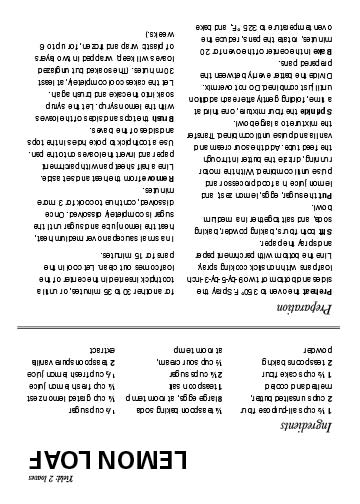 LEMON LOAF
Yield: 2 loaves
Ingredients
1 ½ cups all-purpose flour
2 cups unsalted butter,
melted and cooled
1 ½ cups cake flour
2 teaspoons baking
powder
¾ teaspoon baking soda
8 large eggs, at room temp
1 teaspoon salt
2 ¼ cups sugar
½ cup sour cream,
at room temp
½ cup sugar
¼ cup grated lemon zest
¼ cup fresh lemon juice
⅓ cup fresh lemon juice
2 teaspoons pure vanilla
extract
Preparation
Preheat the oven to 350° F. Spray the
sides and bottom of two 9-by-5-by-3-inch
loaf pans with nonstick cooking spray.
Line the bottom with parchment paper
and spray the paper.
Sift both flours, baking powder, baking
soda, and salt together in a medium
bowl.
Put the sugar, eggs, lemon zest, and
lemon juice in a food processor and
pulse until combined. With the motor
running, drizzle the butter in through
the feed tube. Add the sour cream and
vanilla and pulse until combined. Transfer
the mixture to a large bowl.
Sprinkle the flour mixture, one third at
a time, folding gently after each addition
until just combined. Do not overmix.
Divide the batter evenly between the
prepared pans.
Bake in the center of the oven for 20
minutes, rotate the pans, reduce the
oven temperature to 325 °F, and bake
for another 30 to 35 minutes, or until a
toothpick inserted in the center of the
loaf comes out clean. Let cool in the
pans for 15 minutes.
In a small saucepan over medium heat,
heat the lemon juice and sugar until the
sugar is completely dissolved. Once
dissolved, continue to cook for 3 more
minutes.
Remove from the heat and set aside.
Line a half sheet pan with parchment
paper and invert the loaves onto the pan.
Use a toothpick to poke holes in the tops
and sides of the loaves.
Brush the tops and sides of the loaves
with the lemon syrup. Let the syrup
soak into the cake and brush again.
Let the cakes cool completely, at least
30 minutes. (The soaked but unglazed
loaves will keep, wrapped in two layers
of plastic wrap and frozen, for up to 6
weeks.)